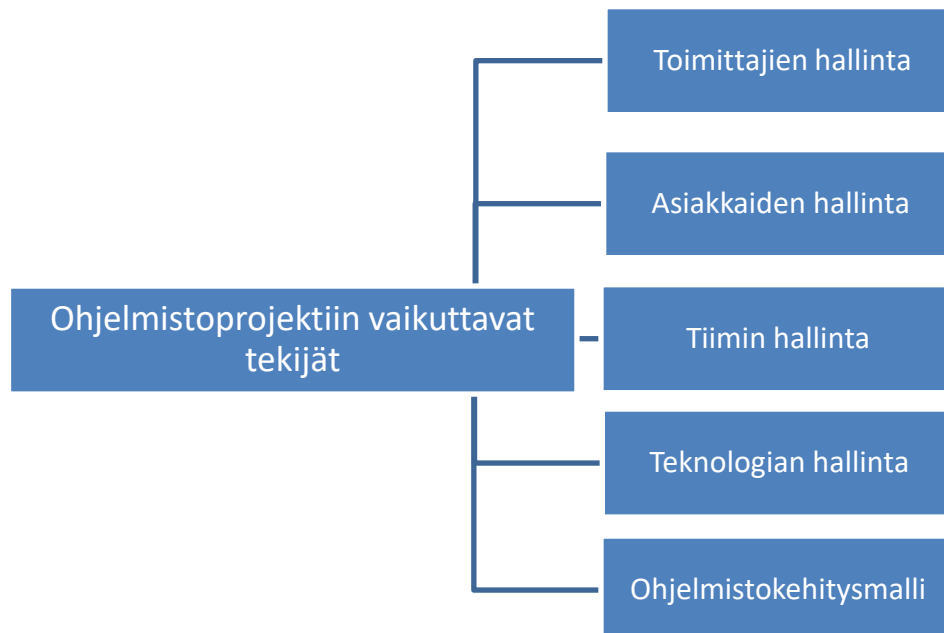 Toimittajien hallinta
Asiakkaiden hallinta
Ohjelmistoprojektiin vaikuttavat
tekijät
Tiimin hallinta
Teknologian hallinta
Ohjelmistokehitysmalli